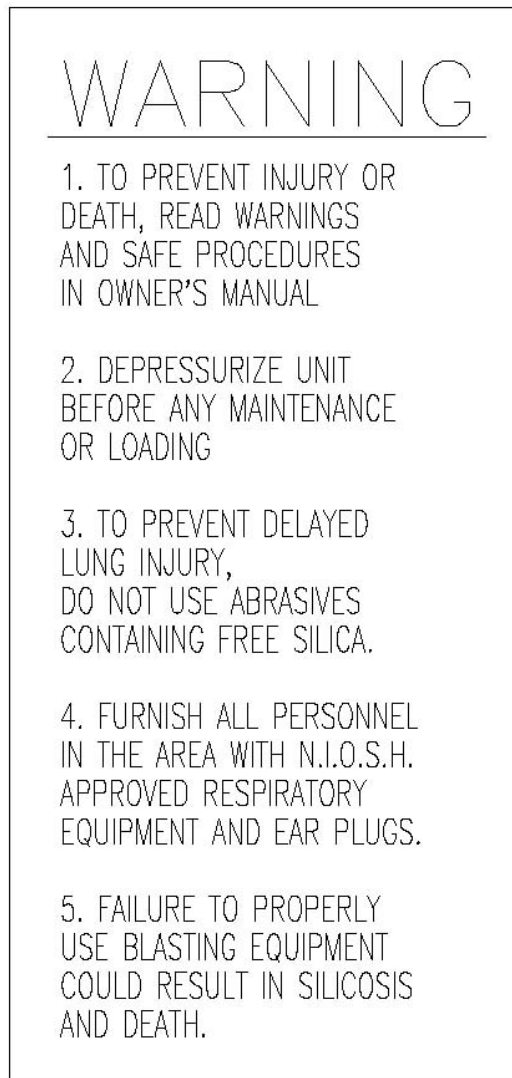 WARNING
1. TO PREVENT INJURY OR
DEATH, READ WARNINGS
AND SAFE PROCEDURES
IN OWNER'S MANUAL
2. DEPRESSURIZE UNIT
BEFORE ANY MAINTENANCE
OR LOADING
3. TO PREVENT DELAYED
LUNG INJURY,
DO NOT USE ABRASIVES
CONTAINING FREE SILICA.
4. FURNISH ALL PERSONNEL
IN THE AREA WITH N.I.O.S.H.
APPROVED RESPIRATORY
EQUIPMENT AND EAR PLUGS.
5. FAILURE TO PROPERLY
USE BLASTING EQUIPMENT
COULD RESULT IN SILICOSIS
AND DEATH.